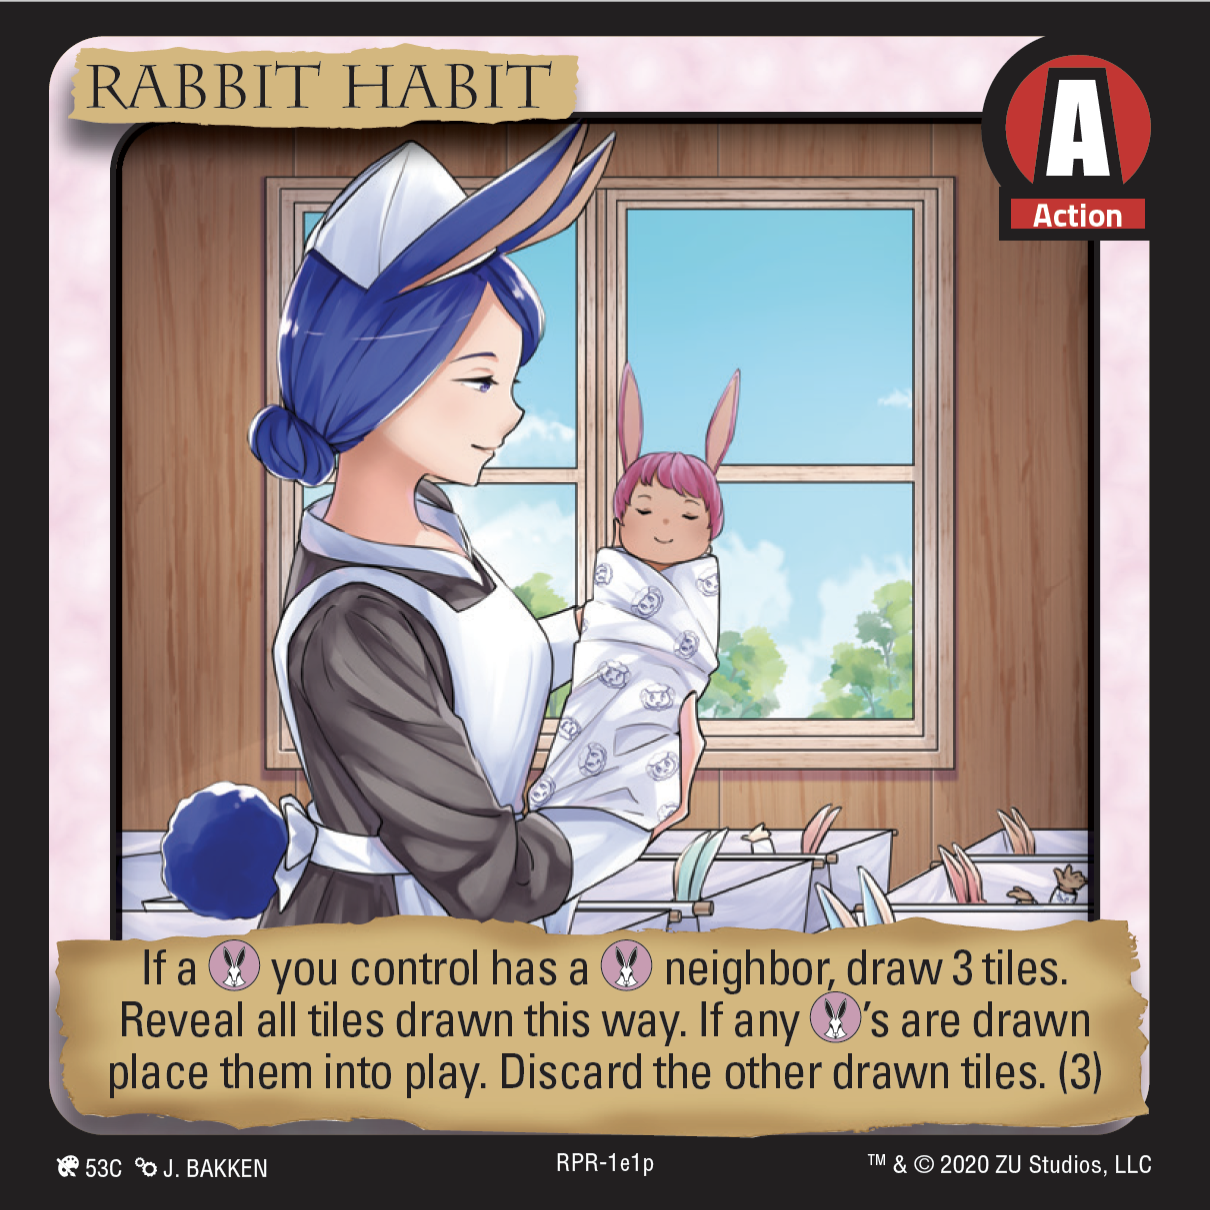 RABBIT HABIT
A
Action
If a you control has a neighbor, draw 3 tiles.
Reveal all tiles drawn this way. If any 's are drawn
place them into play. Discard the other drawn tiles. (3)
53C J. BAKKEN
RPR-1e1p
™ & © 2020 ZU Studios, LLC